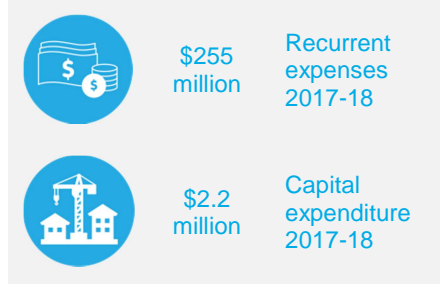 $
$
$255
million
Recurrent
expenses
2017-18
$2.2
million
Capital
expenditure
2017-18